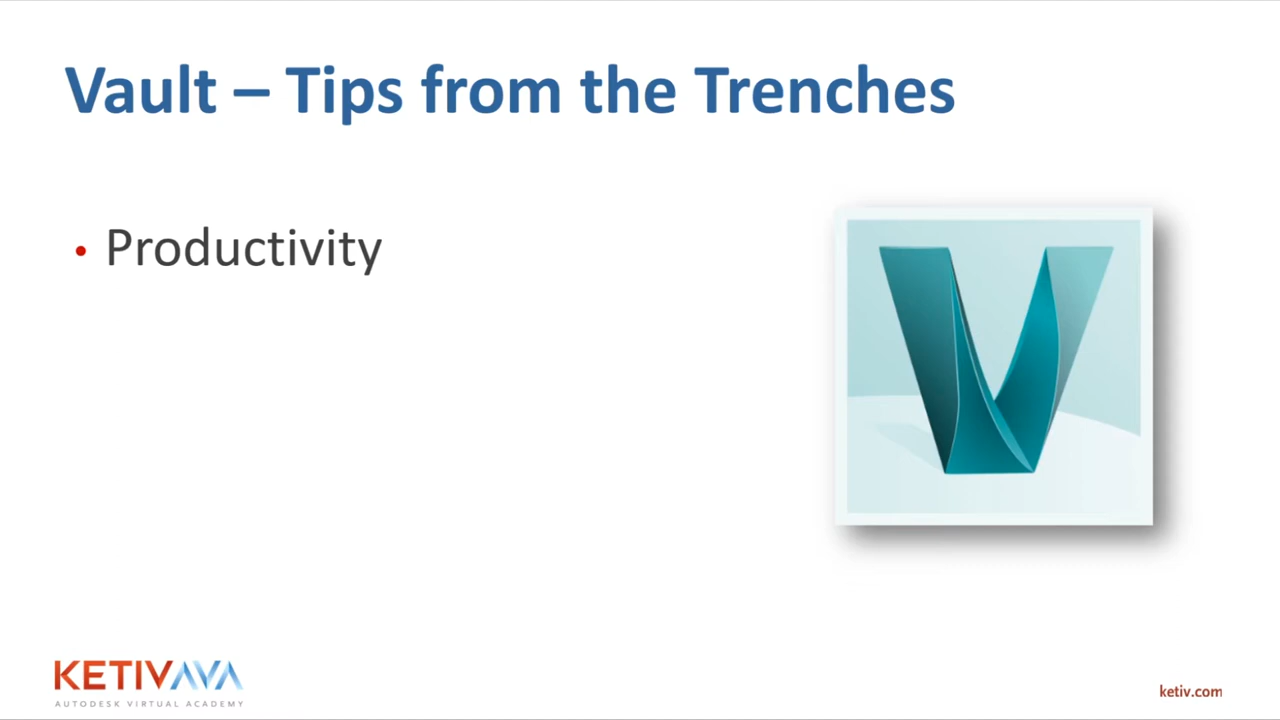 Vault – Tips from the Trenches
• Productivity
KETIVAVA
AUTODESK VIRTUAL ACADEMY
ketiv.com